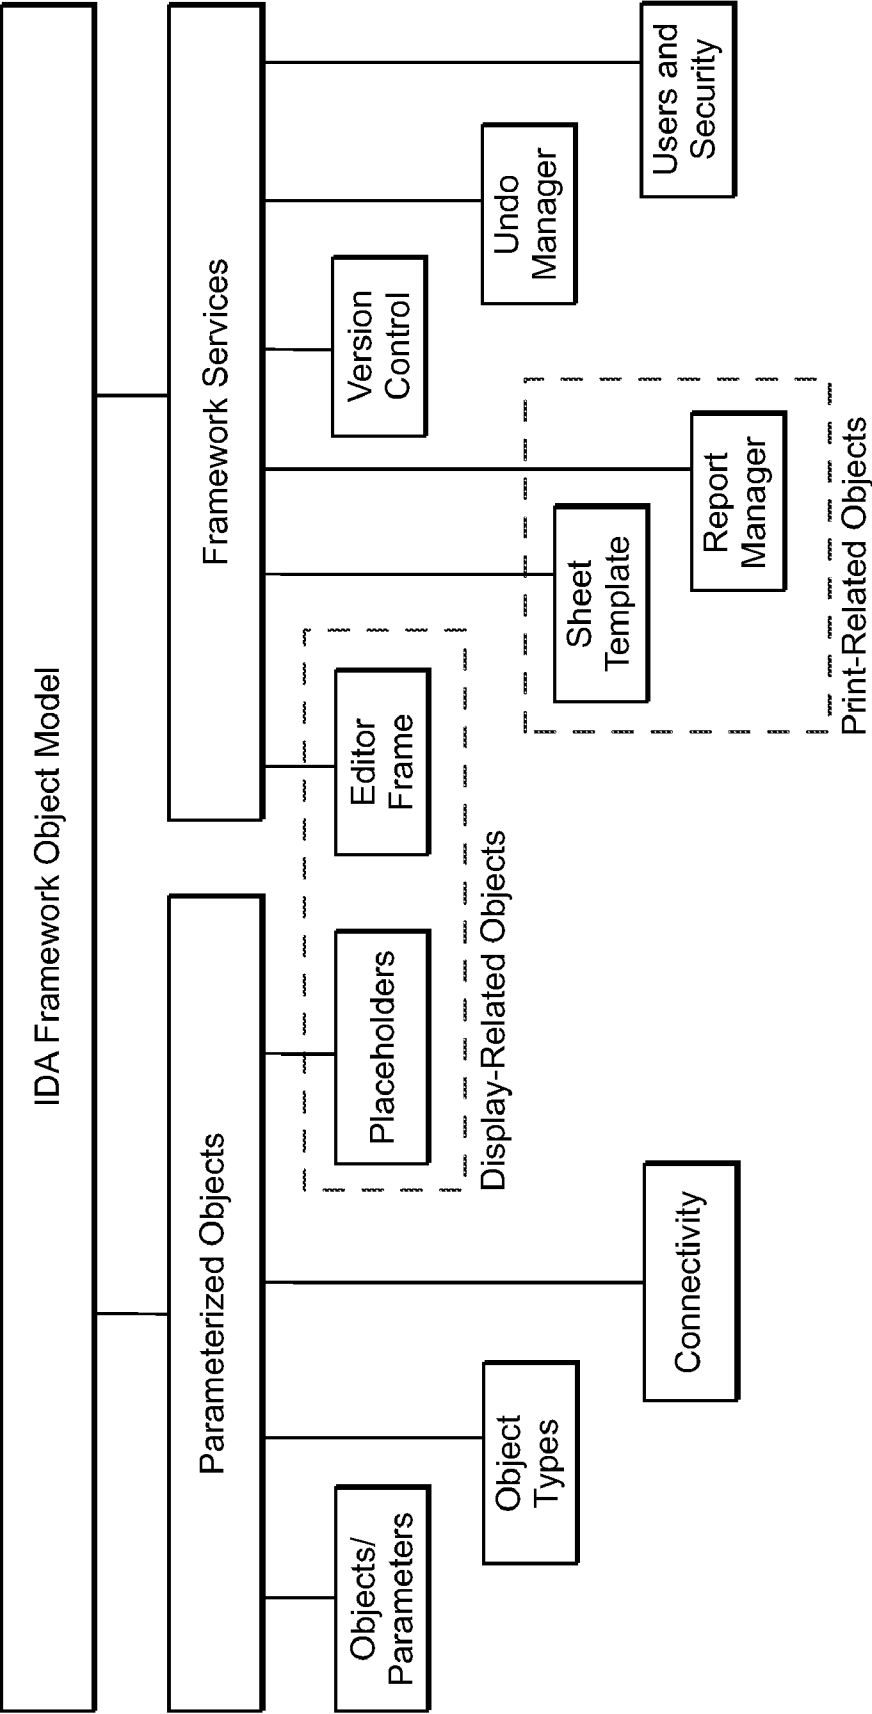 IDA Framework Object Model
Parameterized Objects
Framework Services
Objects/
Parameters
Object
Types
Connectivity
Placeholders
Editor
Frame
Display-Related Objects
Sheet
Template
Report
Manager
Print-Related Objects
Version
Control
Undo
Manager
Users and
Security